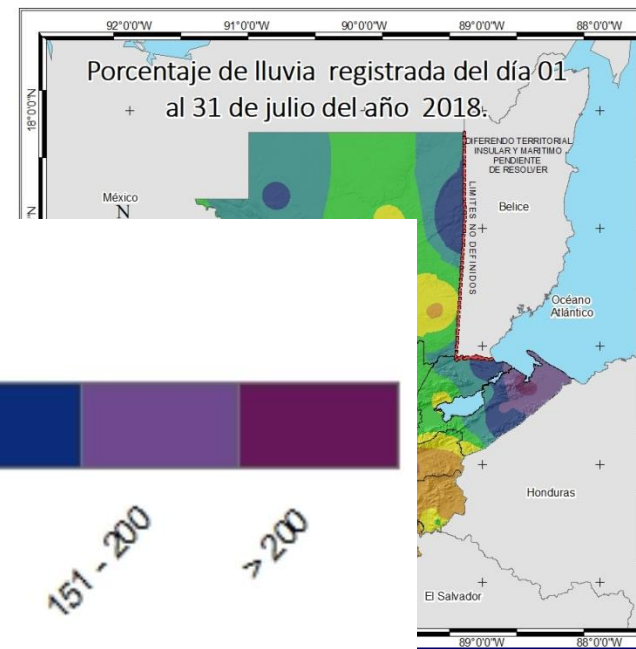 92°0'0"W 91°0'0"W 90°0'0"W 89°0'0"W 88°0'0"W
Porcentaje de lluvia registrada del día 01
al 31 de julio del año 2018.
18°0'0"N
DIFERENDO TERRITORIAL
INSULAR Y MARITIMO
PENDIENTE
DE RESOLVER
LIMITES NO DEFINIDOS
México
N
Belice
Océano
Atlántico
Honduras
El Salvador
151 - 200
> 200
89°0'0"W 88°0'0"W